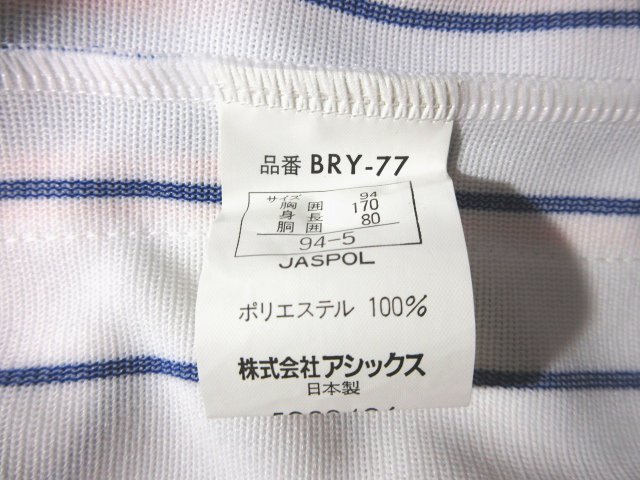 品番 BRY-77
サイズ
胸囲 94
身長 170
胴囲 80
94-5
JASPOL
ポリエステル 100%
株式会社アシックス
日本製